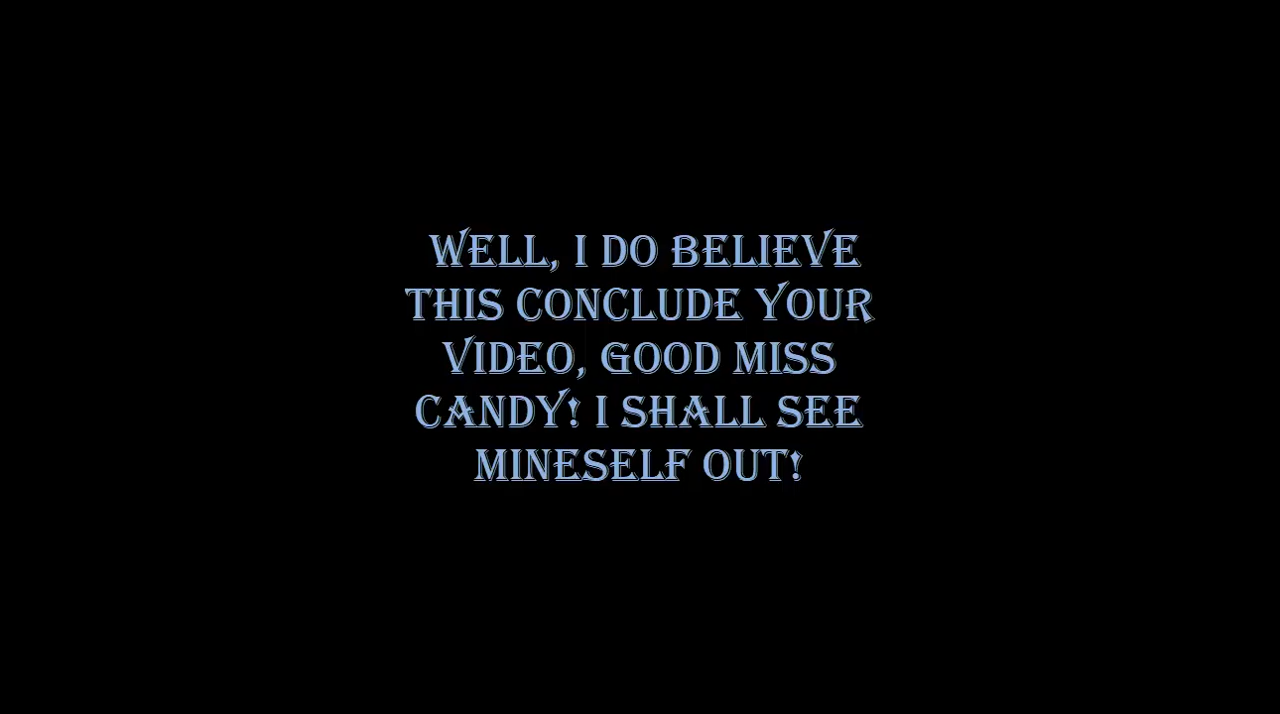 WELL, I DO BELIEVE
THIS CONCLUDE YOUR
VIDEO, GOOD MISS
CANDY! I SHALL SEE
MINESELF OUT!